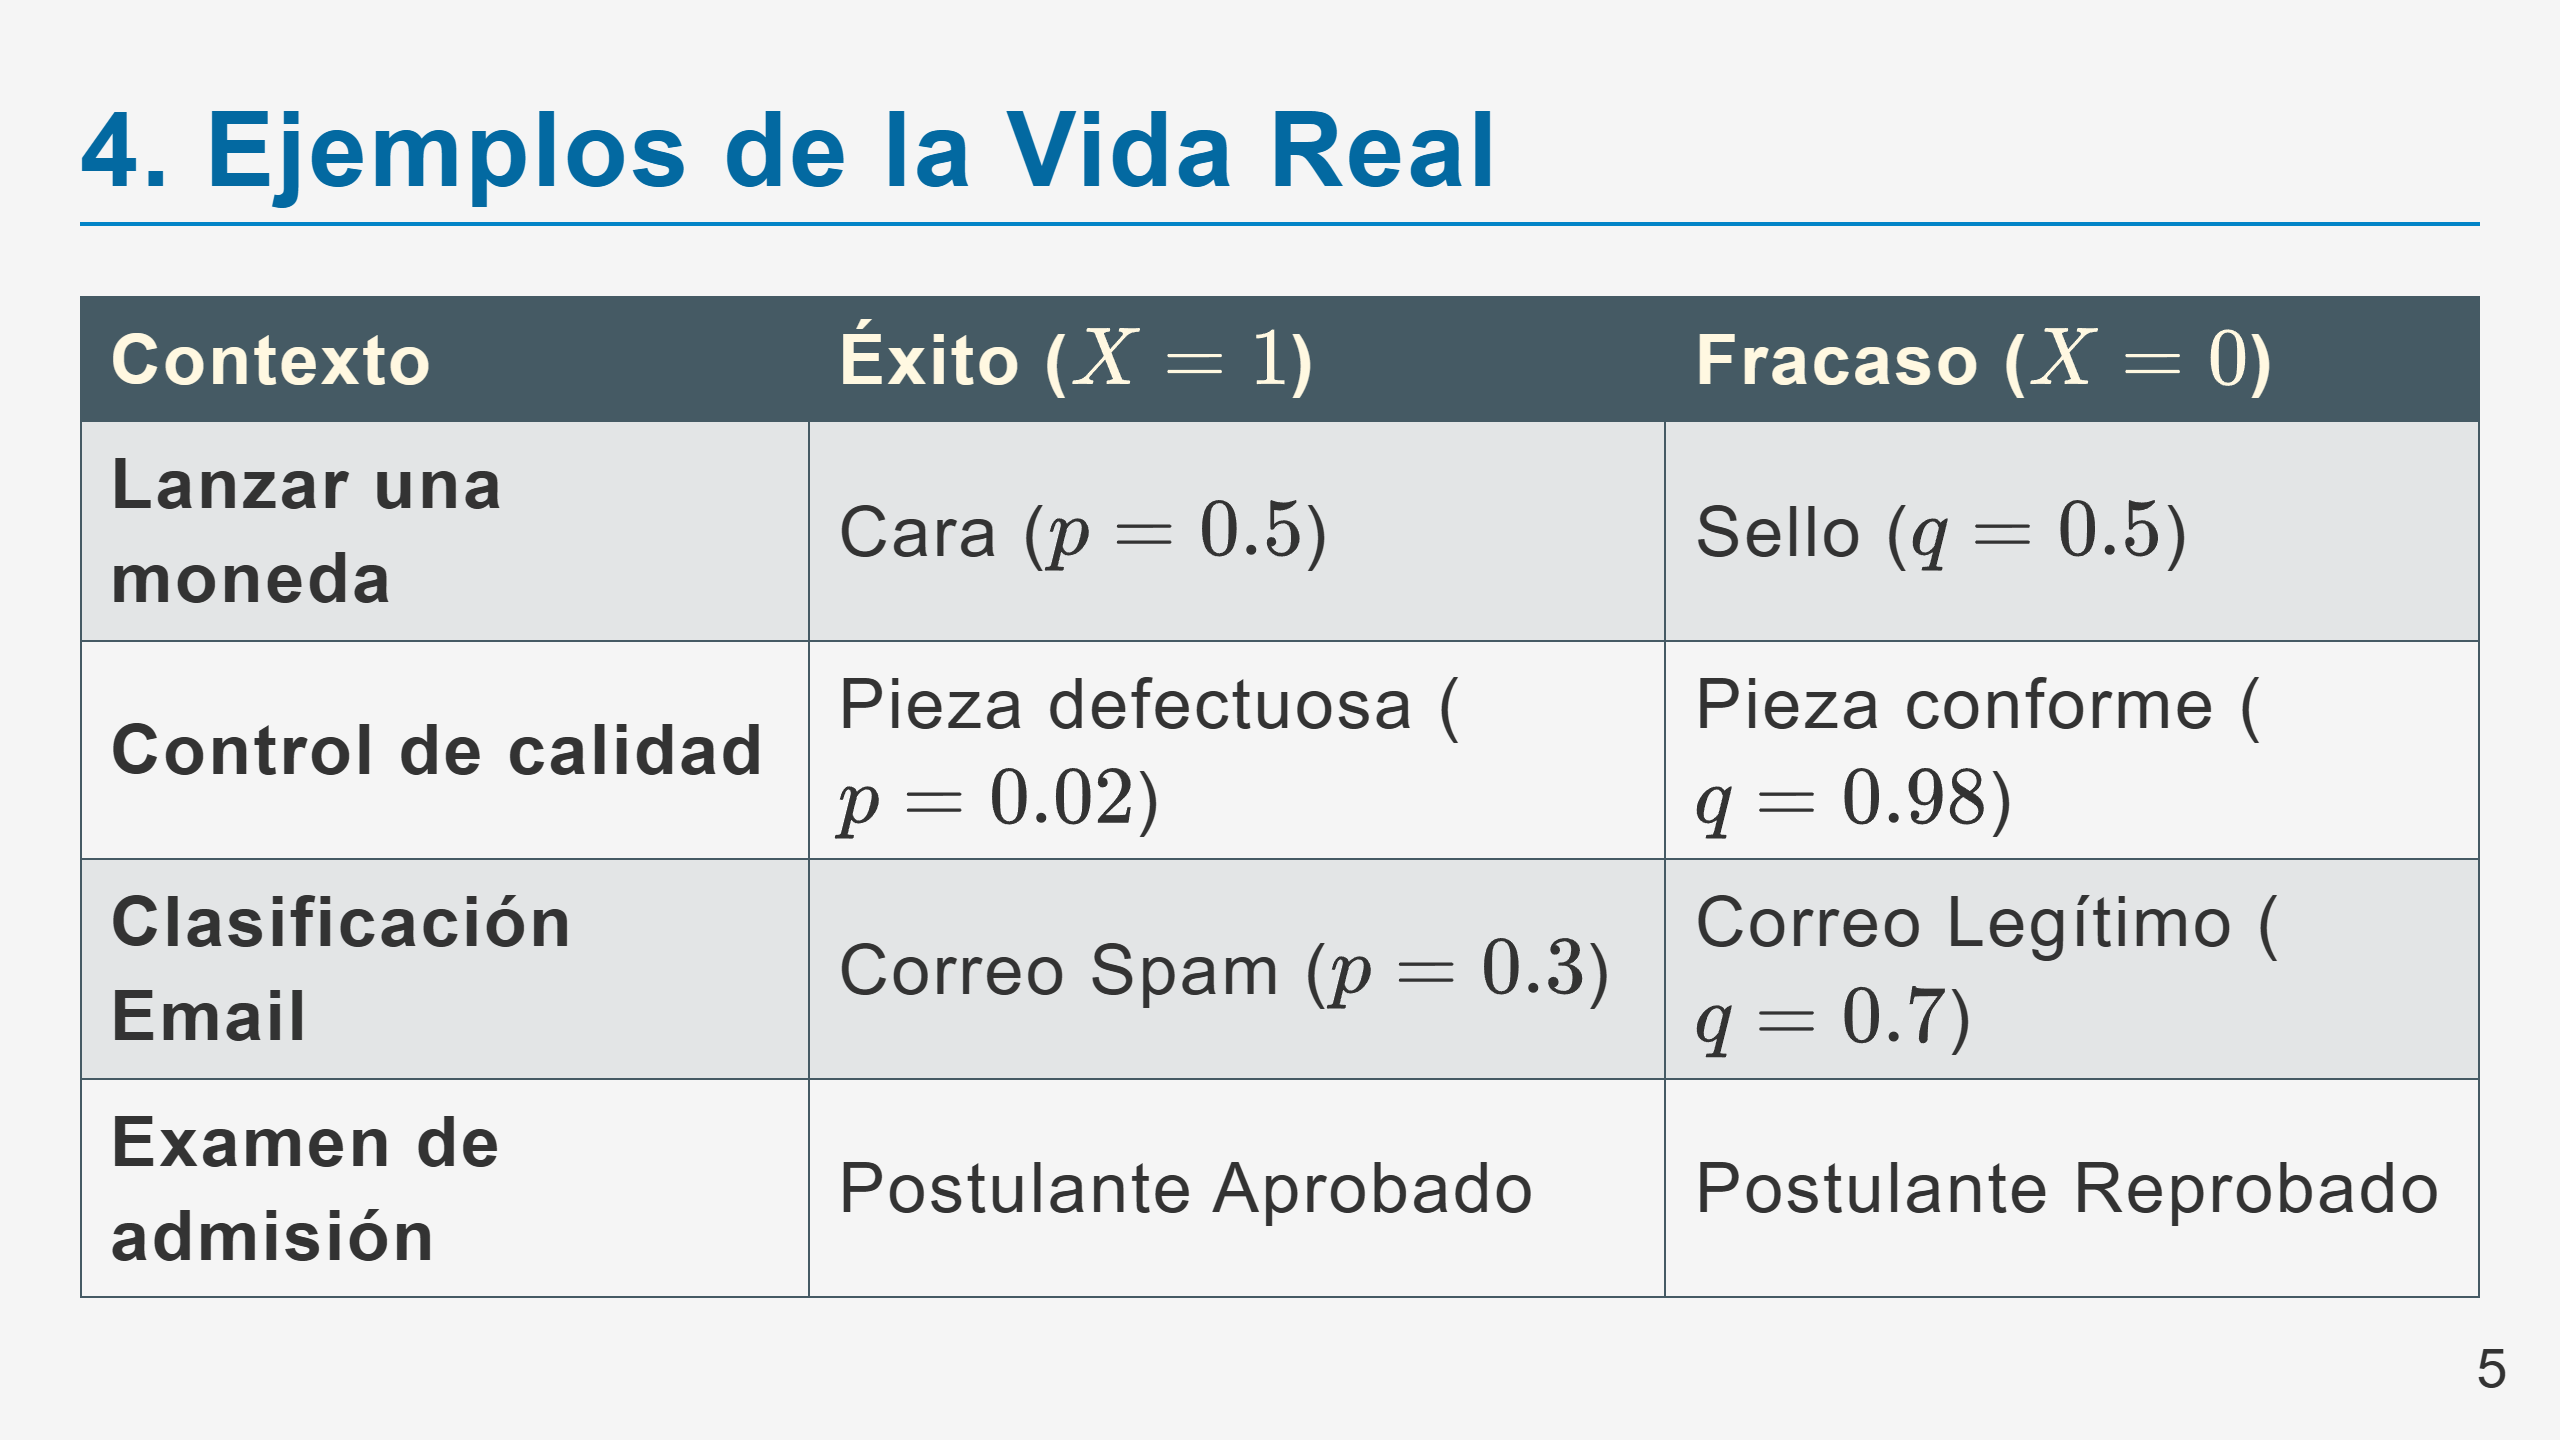 4. Ejemplos de la Vida Real
Contexto
Éxito (X = 1)
Fracaso (X = 0)
Lanzar una
moneda
Cara (p = 0.5)
Sello (q = 0.5)
Control de calidad
Pieza defectuosa (
p = 0.02)
Pieza conforme (
q = 0.98)
Clasificación
Email
Correo Spam (p = 0.3)
Correo Legítimo (
q = 0.7)
Examen de
admisión
Postulante Aprobado
Postulante Reprobado
5